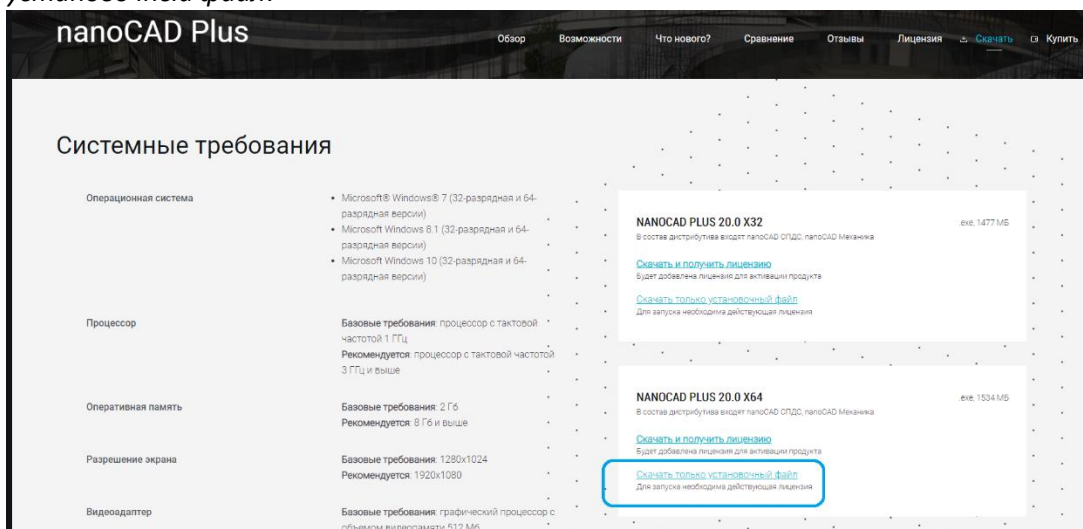 установочный файл.
nanoCAD Plus
Обзор Возможности Что нового? Сравнение Отзывы Лицензия Скачать Купить
Системные требования
Операционная система
• Microsoft® Windows® 7 (32-разрядная и 64-
разрядная версии)
• Microsoft Windows 8.1 (32-разрядная и 64-
разрядная версии)
• Microsoft Windows 10 (32-разрядная и 64-
разрядная версии)
Процессор
Базовые требования: процессор с тактовой
частотой 1 ГГц
Рекомендуется: процессор с тактовой частотой
3 ГГц и выше
Оперативная память
Базовые требования: 2 Гб
Рекомендуется: 8 Гб и выше
Разрешение экрана
Базовые требования: 1280x1024
Рекомендуется: 1920x1080
Видеоадаптер
Базовые требования: графический процессор с
объемом видеопамяти 512 Мб
NANOCAD PLUS 20.0 X32 .exe, 1477 МБ
В состав дистрибутива входят nanoCAD СПДС, nanoCAD Механика
Скачать и получить лицензию
Будет добавлена лицензия для активации продукта
Скачать только установочный файл
Для запуска необходима действующая лицензия
NANOCAD PLUS 20.0 X64 .exe, 1534 МБ
В состав дистрибутива входят nanoCAD СПДС, nanoCAD Механика
Скачать и получить лицензию
Будет добавлена лицензия для активации продукта
Скачать только установочный файл
Для запуска необходима действующая лицензия